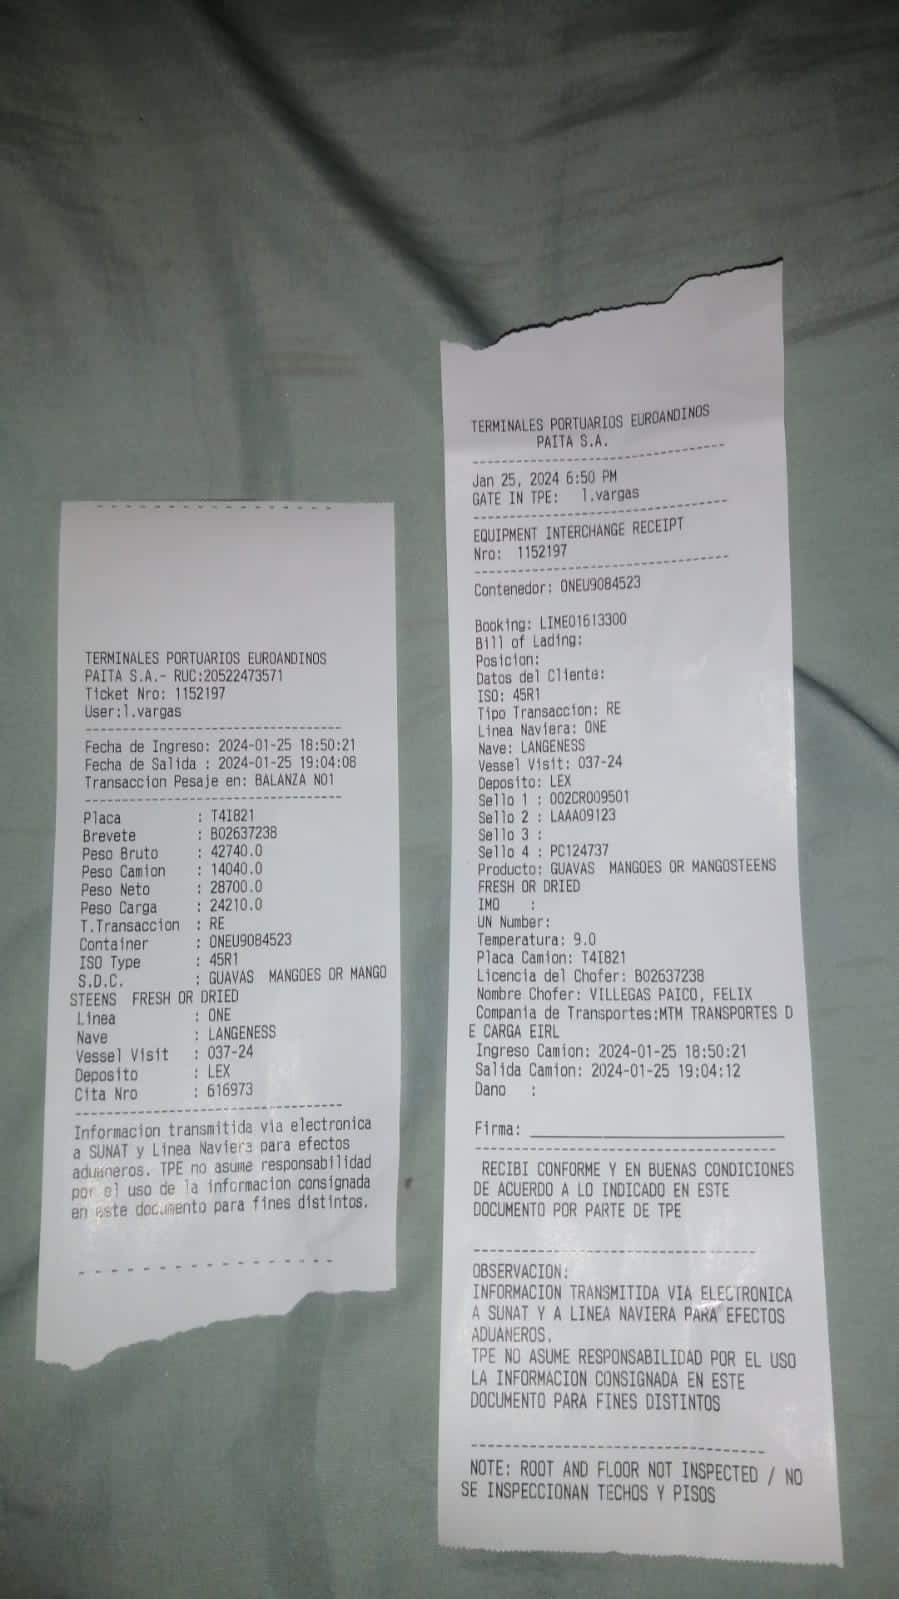 TERMINALES PORTUARIOS EUROANDINOS
PAITA S.A.- RUC:20522473571
Ticket Nro: 1152197
User:l.vargas
Fecha de Ingreso: 2024-01-25 18:50:21
Fecha de Salida : 2024-01-25 19:04:08
Transaccion Pesaje en: BALANZA NO1
Placa : T4I821
Brevete : B02637238
Peso Bruto : 42740.0
Peso Camion : 14040.0
Peso Neto : 28700.0
Peso Carga : 24210.0
T.Transaccion : RE
Container : ONEU9084523
ISO Type : 45R1
S.D.C. : GUAVAS MANGOES OR MANGO
STEENS FRESH OR DRIED
Linea : ONE
Nave : LANGENESS
Vessel Visit : 037-24
Deposito : LEX
Cita Nro : 616973
Informacion transmitida via electronica
a SUNAT y Linea Naviera para efectos
aduaneros. TPE no asume responsabilidad
por el uso de la informacion consignada
en este documento para fines distintos.
TERMINALES PORTUARIOS EUROANDINOS
PAITA S.A.
Jan 25, 2024 6:50 PM
GATE IN TPE: l.vargas
EQUIPMENT INTERCHANGE RECEIPT
Nro: 1152197
Contenedor: ONEU9084523
Booking: LIME01613300
Bill of Lading:
Posicion:
Datos del Cliente:
ISO: 45R1
Tipo Transaccion: RE
Linea Naviera: ONE
Nave: LANGENESS
Vessel Visit: 037-24
Deposito: LEX
Sello 1 : 002CR009501
Sello 2 : LAAA09123
Sello 3 :
Sello 4 : PC124737
Producto: GUAVAS MANGOES OR MANGOSTEENS
FRESH OR DRIED
IMO :
UN Number:
Temperatura: 9.0
Placa Camion: T4I821
Licencia del Chofer: B02637238
Nombre Chofer: VILLEGAS PAICO, FELIX
Compania de Transportes:MTM TRANSPORTES D
E CARGA EIRL
Ingreso Camion: 2024-01-25 18:50:21
Salida Camion: 2024-01-25 19:04:12
Dano :
Firma:
RECIBI CONFORME Y EN BUENAS CONDICIONES
DE ACUERDO A LO INDICADO EN ESTE
DOCUMENTO POR PARTE DE TPE
OBSERVACION:
INFORMACION TRANSMITIDA VIA ELECTRONICA
A SUNAT Y A LINEA NAVIERA PARA EFECTOS
ADUANEROS.
TPE NO ASUME RESPONSABILIDAD POR EL USO
LA INFORMACION CONSIGNADA EN ESTE
DOCUMENTO PARA FINES DISTINTOS
NOTE: ROOT AND FLOOR NOT INSPECTED / NO
SE INSPECCIONAN TECHOS Y PISOS